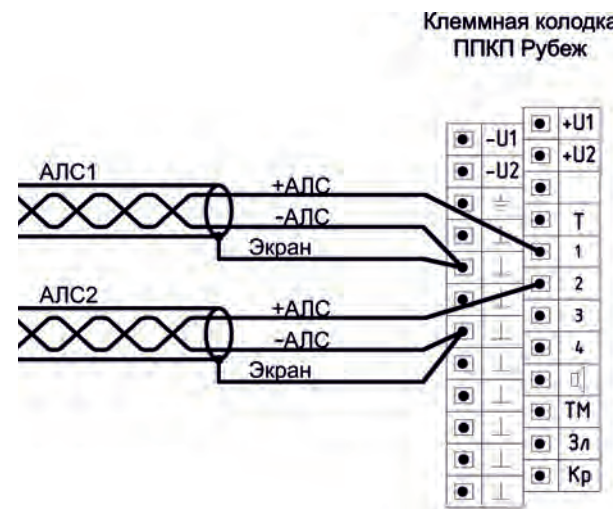 Клеммная колодка
ППКП Рубеж
АЛС1
+АЛС
-АЛС
Экран
АЛС2
+АЛС
-АЛС
Экран
-U1
-U2
+U1
+U2
Т
1
2
3
4
ТМ
Зл
Кр